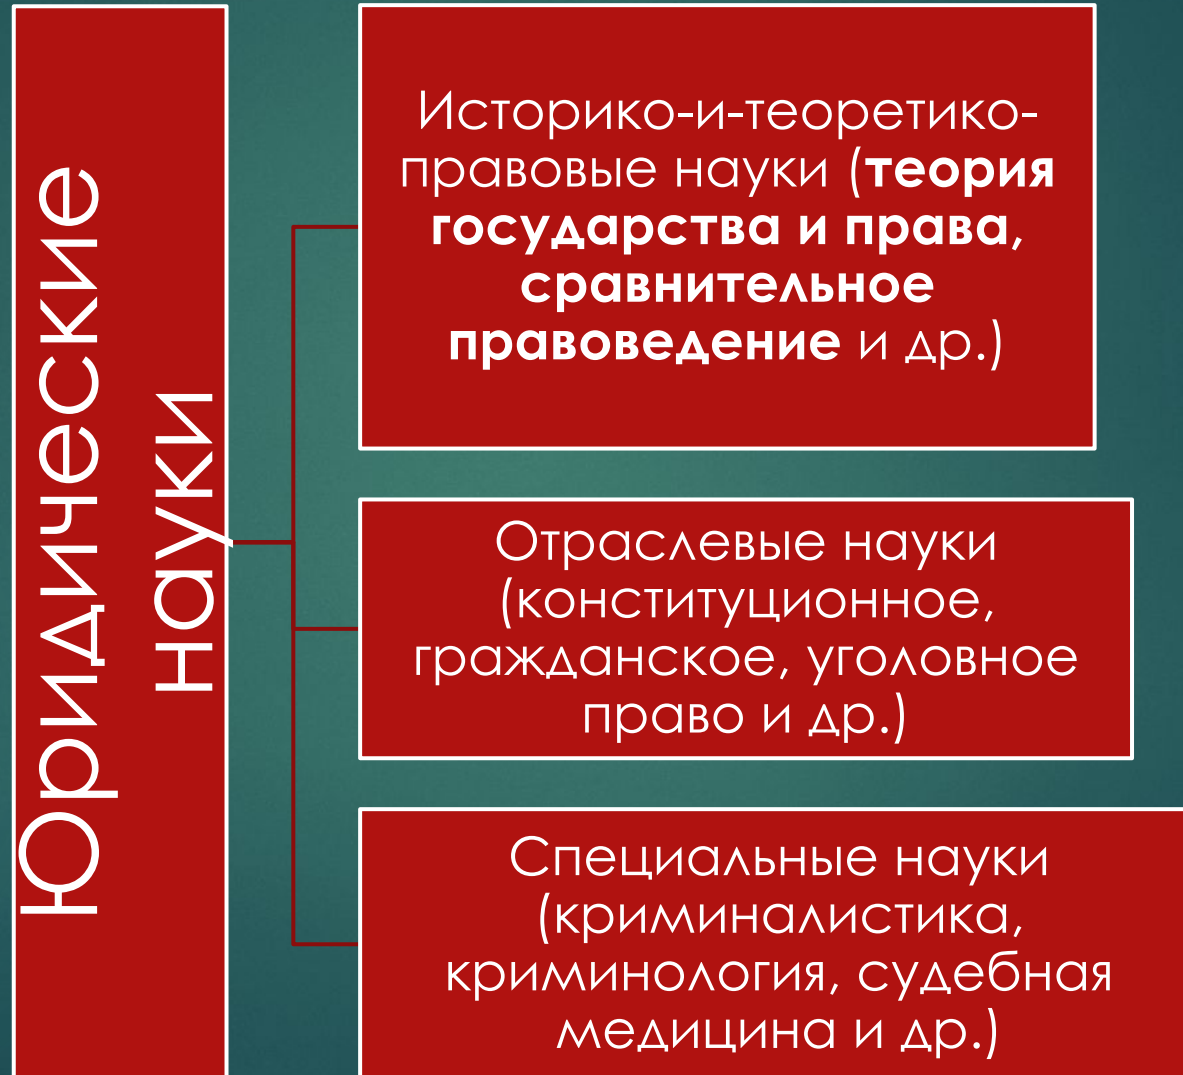 Юридические
науки
Историко-и-теоретико-
правовые науки (теория
государства и права,
сравнительное
правоведение и др.)
Отраслевые науки
(конституционное,
гражданское, уголовное
право и др.)
Специальные науки
(криминалистика,
криминология, судебная
медицина и др.)